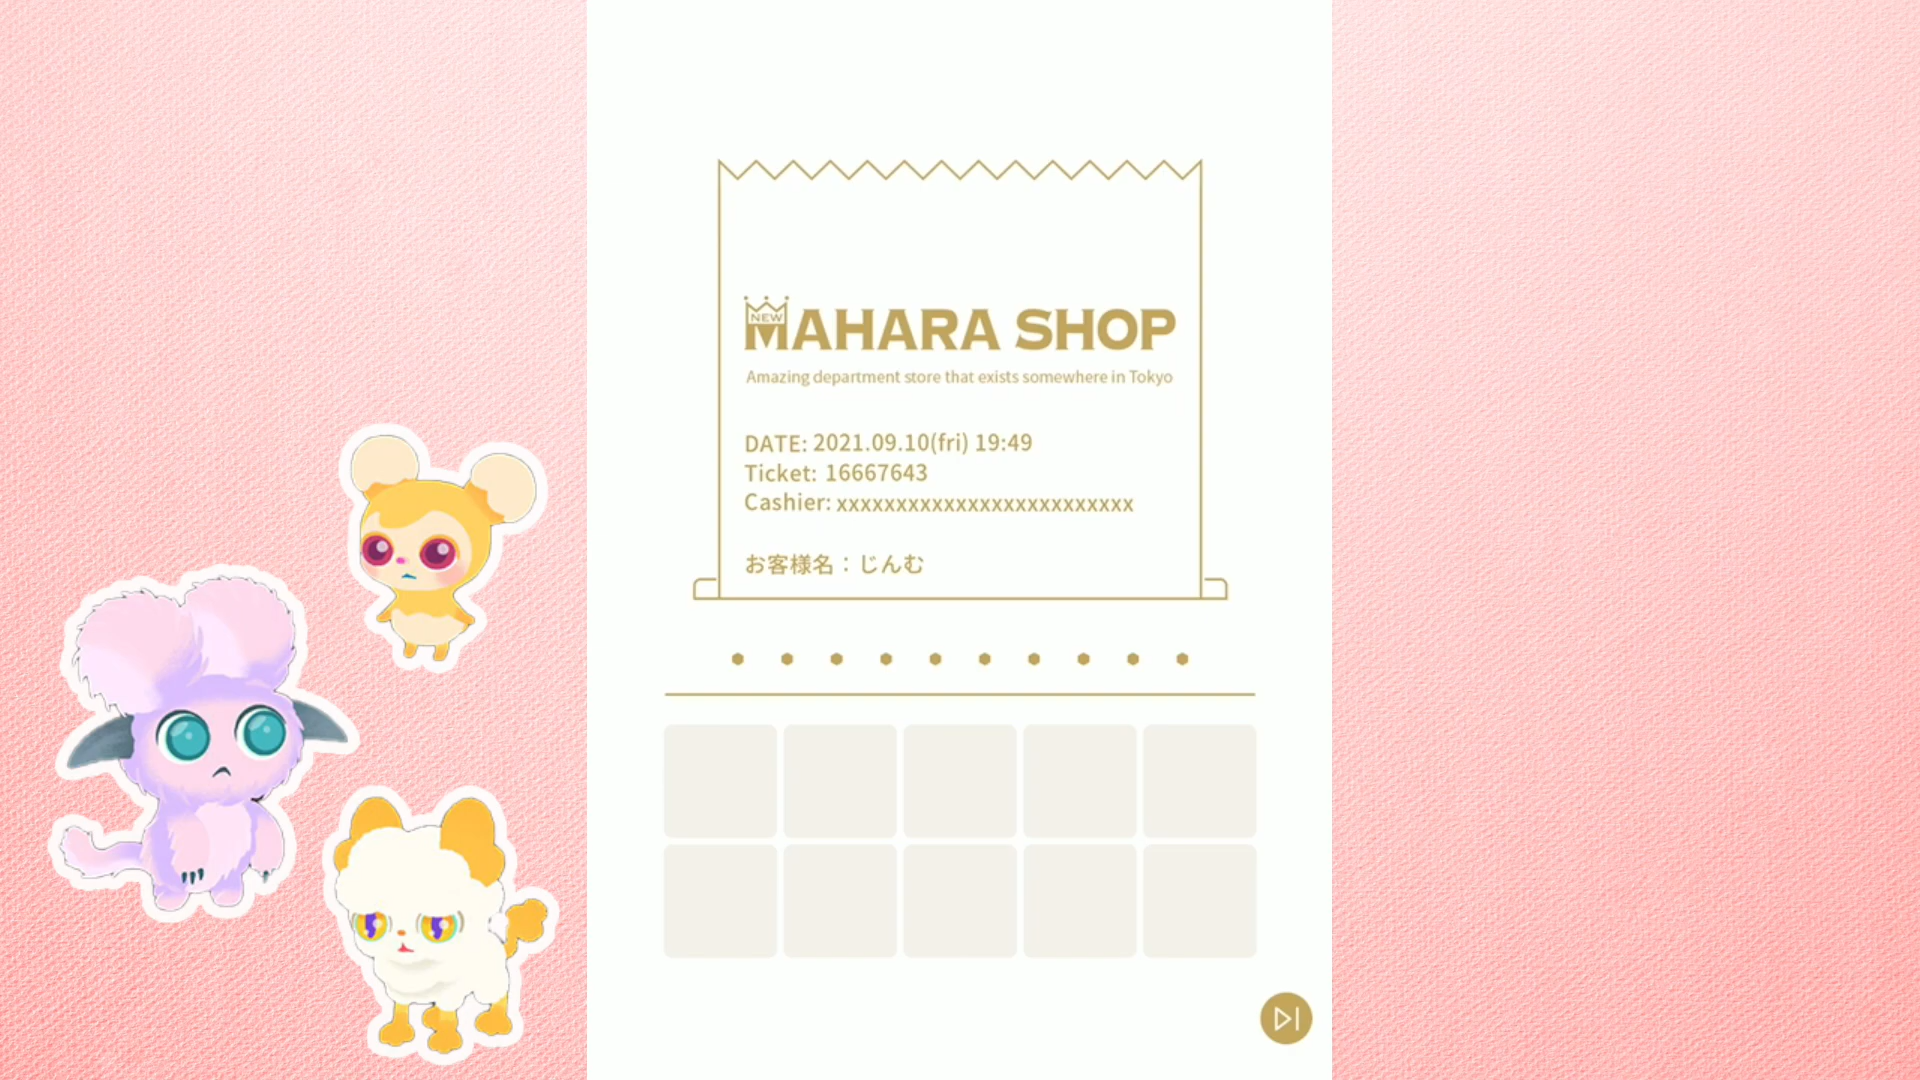 NEW
MAHARA SHOP
Amazing department store that exists somewhere in Tokyo
DATE: 2021.09.10(fri) 19:49
Ticket: 16667643
Cashier: xxxxxxxxxxxxxxxxxxxxxxxxx
お客様名：じんむ